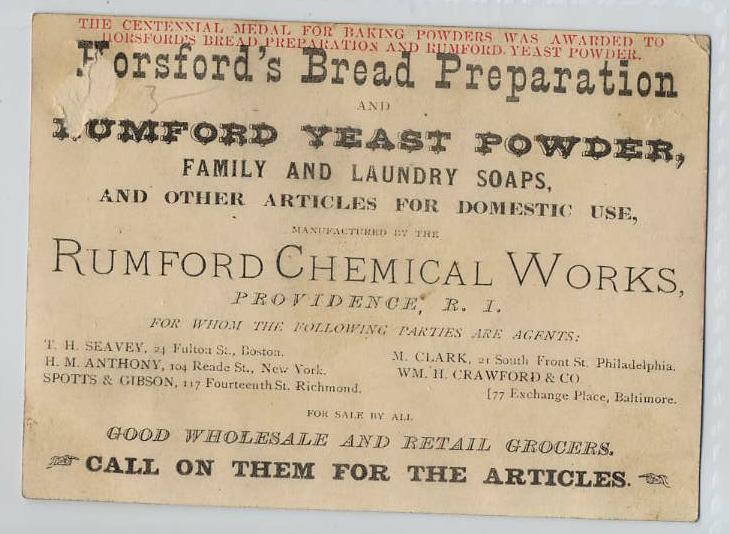 THE CENTENNIAL MEDAL FOR BAKING POWDERS WAS AWARDED TO
HORSFORD'S BREAD PREPARATION AND RUMFORD YEAST POWDER.
Horsford's Bread Preparation
3
AND
RUMFORD YEAST POWDER,
FAMILY AND LAUNDRY SOAPS,
AND OTHER ARTICLES FOR DOMESTIC USE,
MANUFACTURED BY THE
RUMFORD CHEMICAL WORKS,
PROVIDENCE, R. I.
FOR WHOM THE FOLLOWING PARTIES ARE AGENTS:
T. H. SEAVEY, 24 Fulton St., Boston.
H. M. ANTHONY, 104 Reade St., New York.
SPOTTS & GIBSON, 117 Fourteenth St. Richmond.
M. CLARK, 21 South Front St. Philadelphia.
WM. H. CRAWFORD & CO.
[77 Exchange Place, Baltimore.
FOR SALE BY ALL
GOOD WHOLESALE AND RETAIL GROCERS.
CALL ON THEM FOR THE ARTICLES.